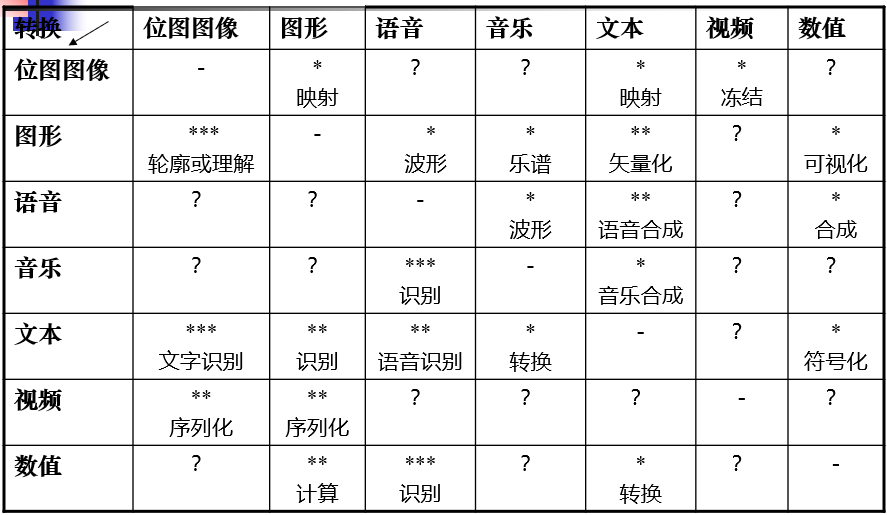 转换 位图图像 图形 语音 音乐 文本 视频 数值
位图图像 - * ? ? * * ?
映射 映射 冻结
图形 *** - * * ** ? *
轮廓或理解 波形 乐谱 矢量化 可视化
语音 ? ? - * ** ? *
波形 语音合成 合成
音乐 ? ? *** - * ? ?
识别 音乐合成
文本 *** ** ** * - ? *
文字识别 识别 语音识别 转换 符号化
视频 ** ** ? ? ? - ?
序列化 序列化
数值 ? ** *** ? * ? -
计算 识别 转换